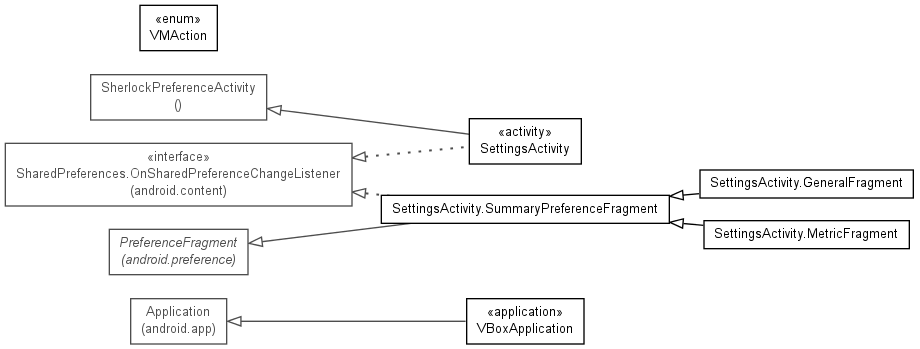 «enum»
VMAction
SherlockPreferenceActivity
()
«activity»
SettingsActivity
«interface»
SharedPreferences.OnSharedPreferenceChangeListener
(android.content)
SettingsActivity.GeneralFragment
SettingsActivity.SummaryPreferenceFragment
SettingsActivity.MetricFragment
PreferenceFragment
(android.preference)
Application
(android.app)
«application»
VBoxApplication